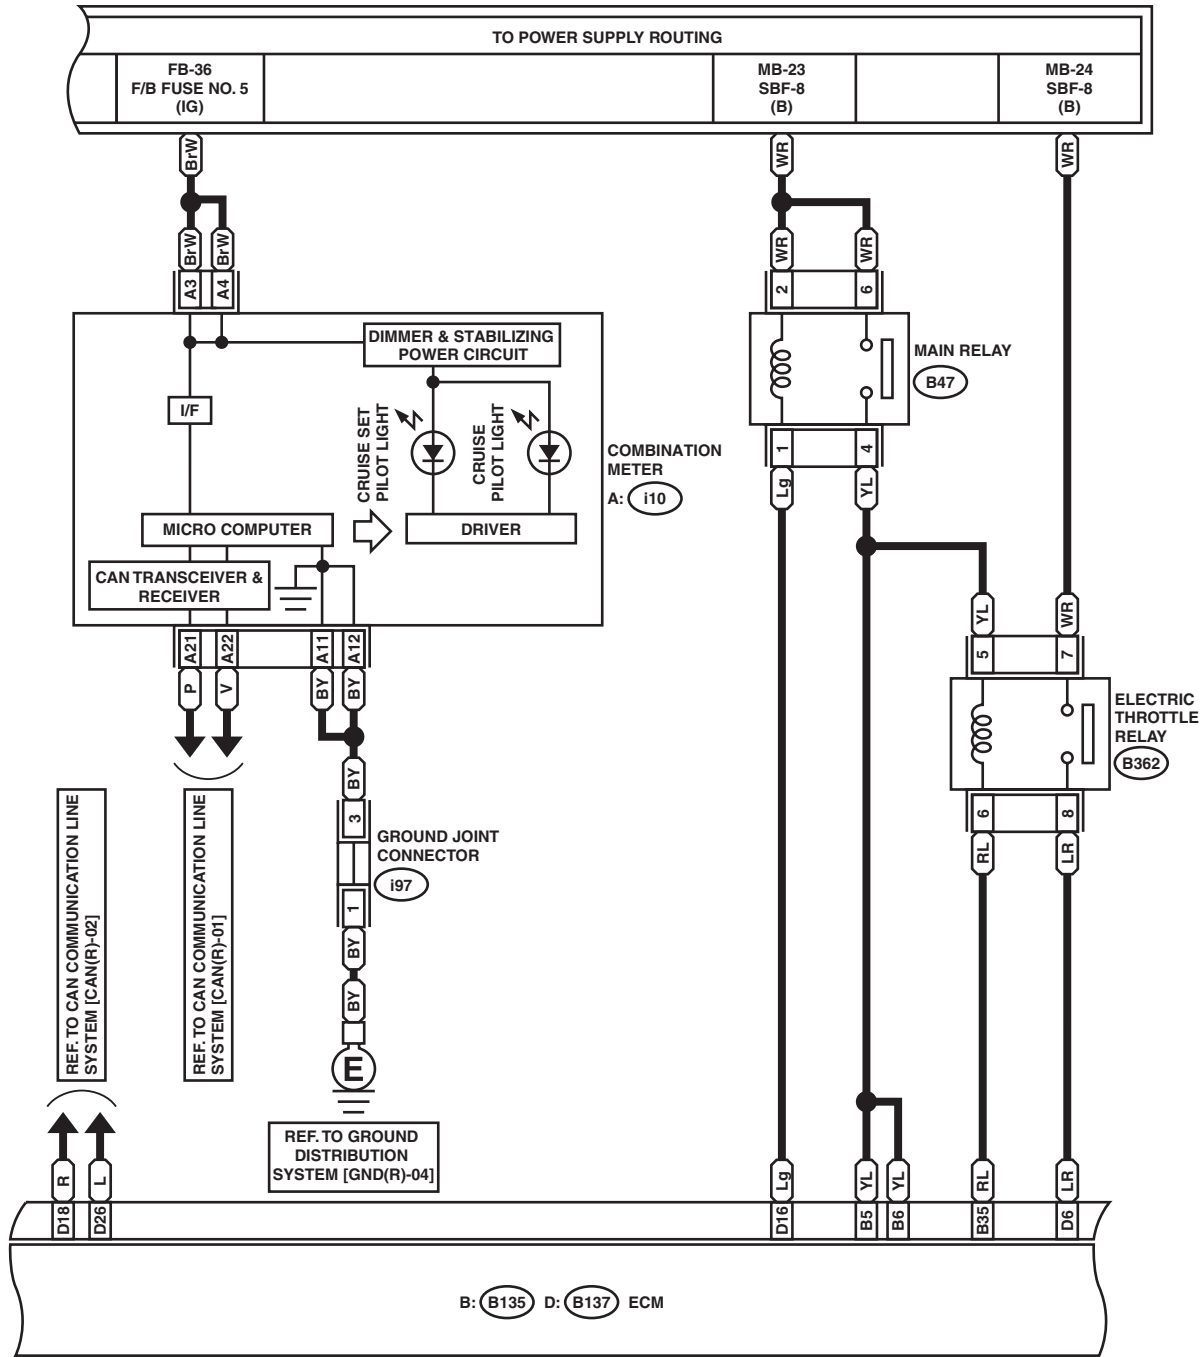 TO POWER SUPPLY ROUTING
FB-36
F/B FUSE NO. 5
(IG)
MB-23
SBF-8
(B)
MB-24
SBF-8
(B)
BrW
WR
WR
BrW
BrW
WR
WR
A3
A4
2
6
DIMMER & STABILIZING
POWER CIRCUIT
MAIN RELAY
B47
I/F
CRUISE SET
PILOT LIGHT
CRUISE
PILOT LIGHT
COMBINATION
METER
A: i10
1
4
Lg
YL
MICRO COMPUTER
DRIVER
CAN TRANSCEIVER &
RECEIVER
YL
WR
A21
A22
A11
A12
5
7
P
V
BY
BY
ELECTRIC
THROTTLE
RELAY
B362
BY
3
6
8
GROUND JOINT
CONNECTOR
i97
RL
LR
REF. TO CAN COMMUNICATION LINE
SYSTEM [CAN(R)-02]
REF. TO CAN COMMUNICATION LINE
SYSTEM [CAN(R)-01]
1
BY
BY
E
REF. TO GROUND
DISTRIBUTION
SYSTEM [GND(R)-04]
R
L
Lg
YL
YL
RL
LR
D18
D26
D16
B5
B6
B35
D6
B: B135 D: B137 ECM